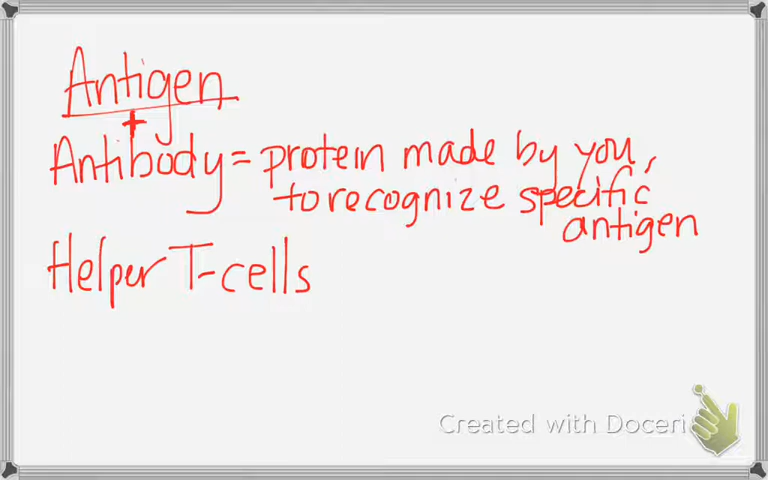 Antigen
+
Antibody = protein made by you,
to recognize specific
antigen
Helper T-cells
Created with Doceri